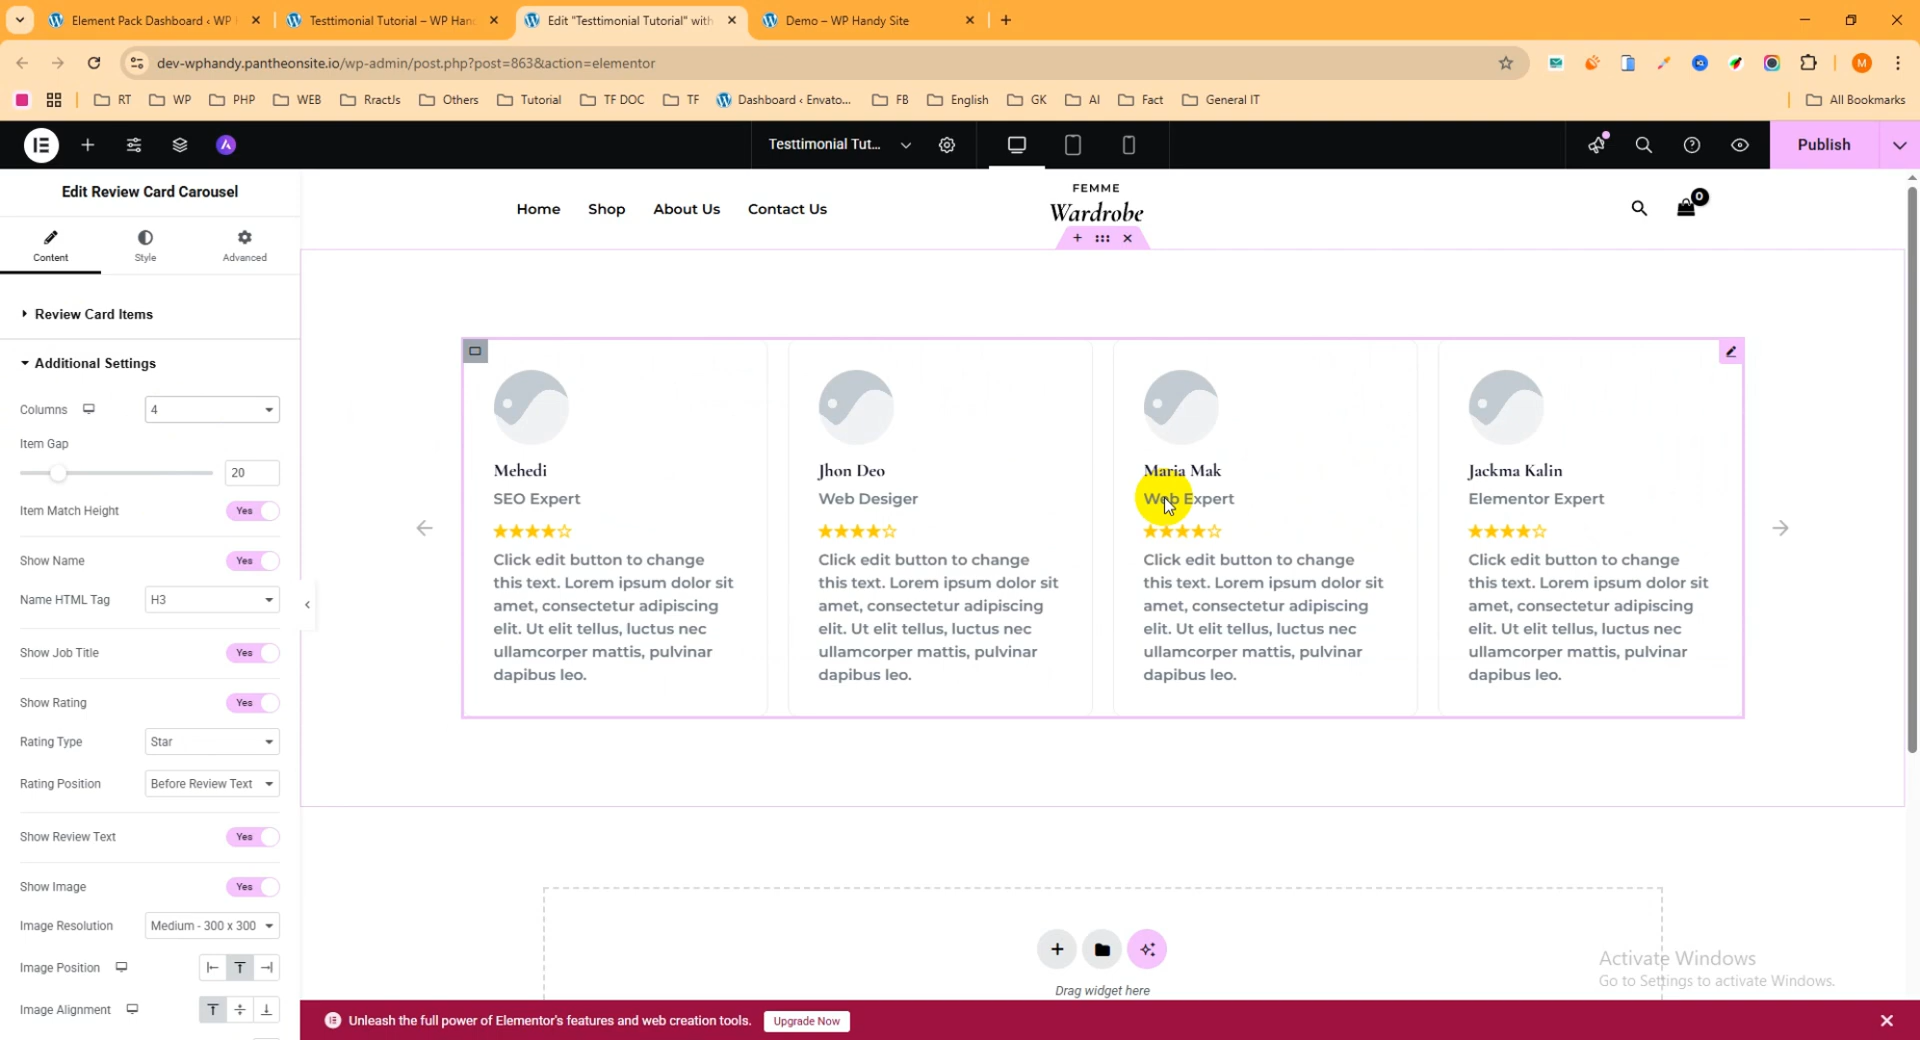 Element Pack Dashboard ‹ WP
Testtimonial Tutorial – WP Han
Edit "Testtimonial Tutorial" with
Demo – WP Handy Site
dev-wphandy.pantheonsite.io/wp-admin/post.php?post=863&action=elementor
M
RT
WP
PHP
WEB
RractJs
Others
Tutorial
TF DOC
TF
Dashboard ‹ Envato...
FB
English
GK
AI
Fact
General IT
All Bookmarks
Testtimonial Tut...
Publish
Edit Review Card Carousel
Content
Style
Advanced
Review Card Items
Additional Settings
Columns
4
Item Gap
20
Item Match Height
Yes
Show Name
Yes
Name HTML Tag
H3
Show Job Title
Yes
Show Rating
Yes
Rating Type
Star
Rating Position
Before Review Text
Show Review Text
Yes
Show Image
Yes
Image Resolution
Medium - 300 x 300
Image Position
Image Alignment
Home
Shop
About Us
Contact Us
FEMME
Wardrobe
0
Mehedi
SEO Expert
Click edit button to change
this text. Lorem ipsum dolor sit
amet, consectetur adipiscing
elit. Ut elit tellus, luctus nec
ullamcorper mattis, pulvinar
dapibus leo.
Jhon Deo
Web Desiger
Click edit button to change
this text. Lorem ipsum dolor sit
amet, consectetur adipiscing
elit. Ut elit tellus, luctus nec
ullamcorper mattis, pulvinar
dapibus leo.
Maria Mak
Web Expert
Click edit button to change
this text. Lorem ipsum dolor sit
amet, consectetur adipiscing
elit. Ut elit tellus, luctus nec
ullamcorper mattis, pulvinar
dapibus leo.
Jackma Kalin
Elementor Expert
Click edit button to change
this text. Lorem ipsum dolor sit
amet, consectetur adipiscing
elit. Ut elit tellus, luctus nec
ullamcorper mattis, pulvinar
dapibus leo.
Drag widget here
Activate Windows
Go to Settings to activate Windows.
Unleash the full power of Elementor's features and web creation tools.
Upgrade Now